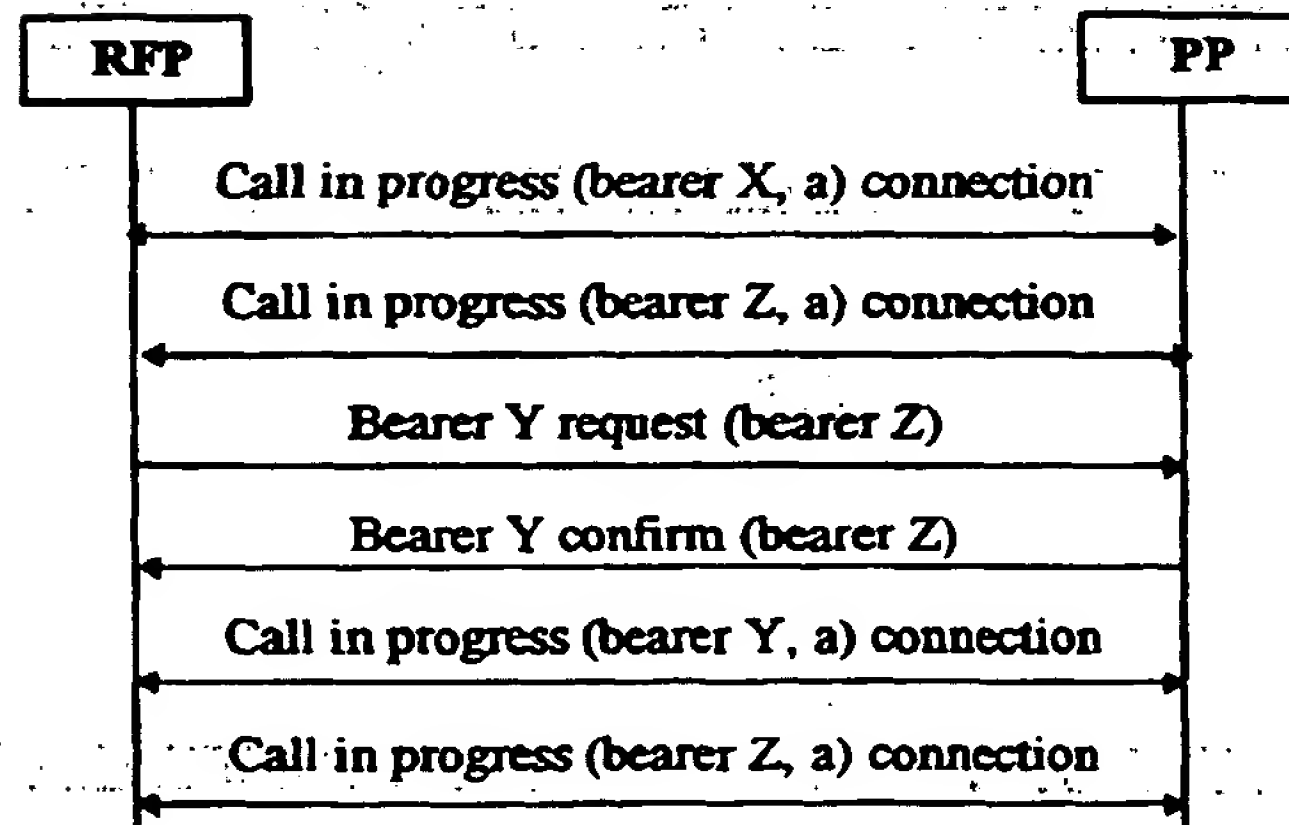 RFP
PP
Call in progress (bearer X, a) connection
Call in progress (bearer Z, a) connection
Bearer Y request (bearer Z)
Bearer Y confirm (bearer Z)
Call in progress (bearer Y, a) connection
Call in progress (bearer Z, a) connection